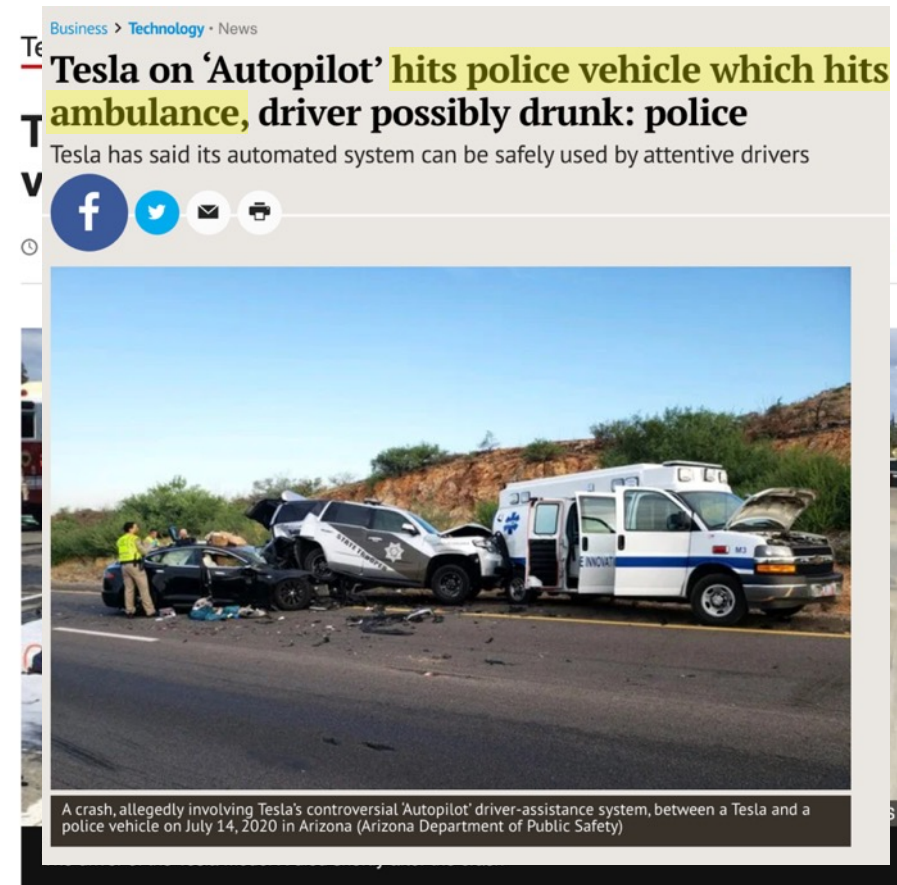 Business > Technology • News
Tesla on ‘Autopilot’ hits police vehicle which hits
ambulance, driver possibly drunk: police
Tesla has said its automated system can be safely used by attentive drivers
f
STATE TROOPER
E INNOVAT
M3
A crash, allegedly involving Tesla's controversial 'Autopilot' driver-assistance system, between a Tesla and a
police vehicle on July 14, 2020 in Arizona (Arizona Department of Public Safety)